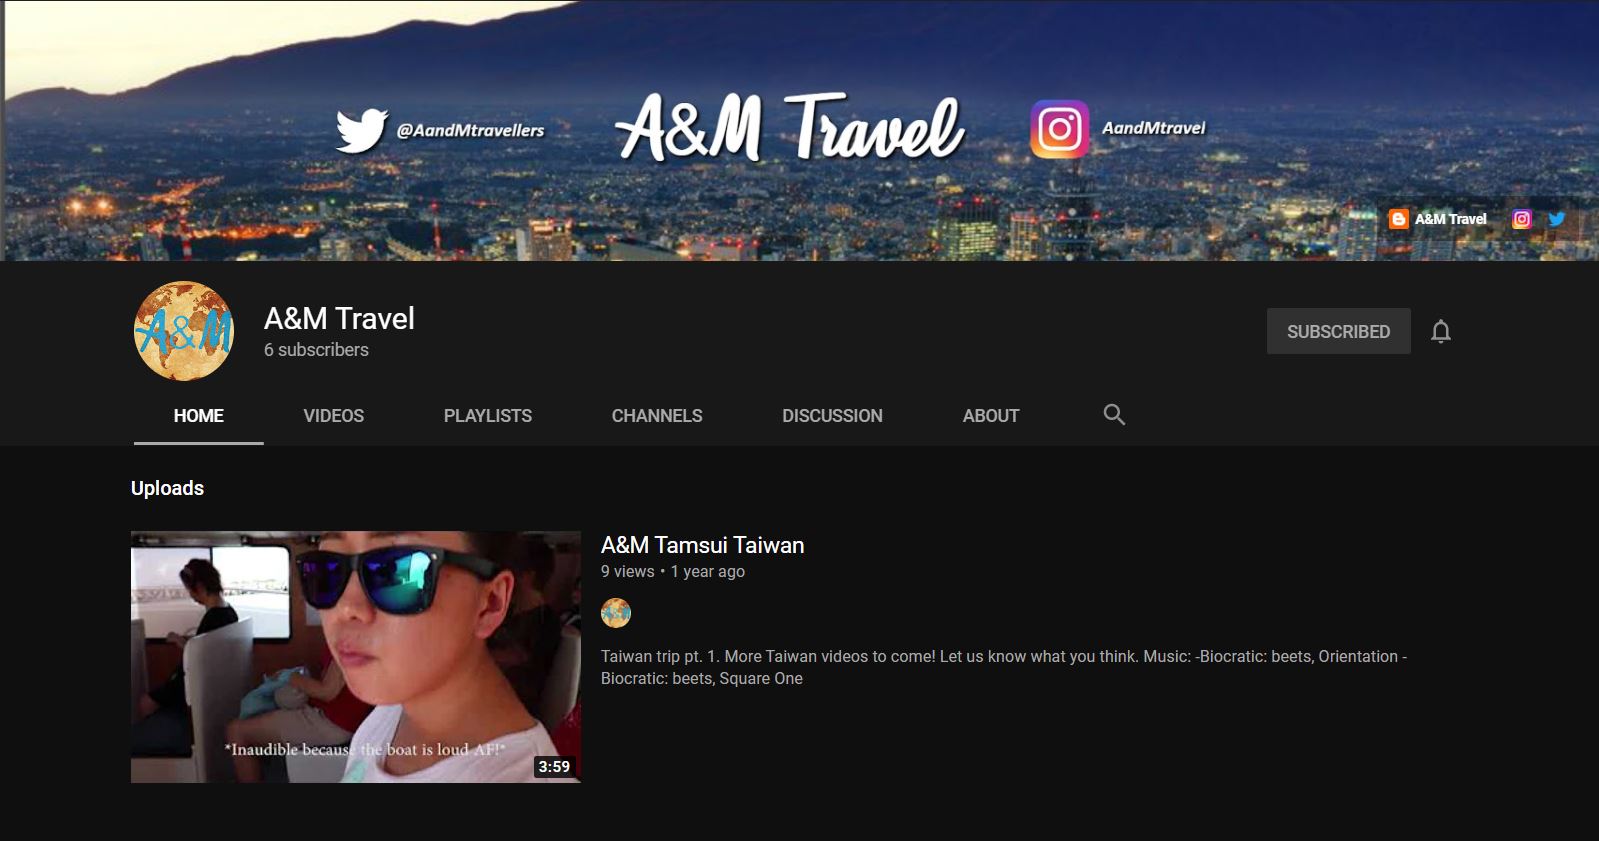 @AandMtravellers
A&M Travel
AandMtravel
A&M Travel
A&M
A&M Travel
6 subscribers
SUBSCRIBED
HOME
VIDEOS
PLAYLISTS
CHANNELS
DISCUSSION
ABOUT
Uploads
*Inaudible because the boat is loud AF!*
3:59
A&M Tamsui Taiwan
9 views • 1 year ago
A&M
Taiwan trip pt. 1. More Taiwan videos to come! Let us know what you think. Music: -Biocratic: beets, Orientation -
Biocratic: beets, Square One